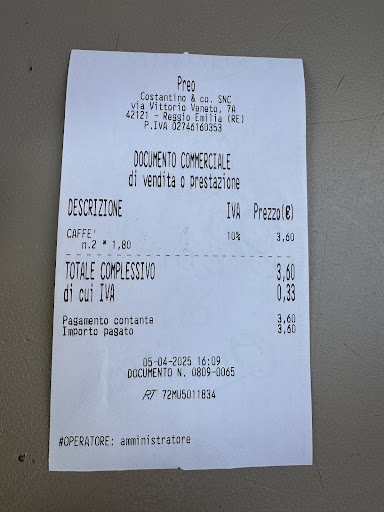 Preo
Costantino & co. SNC
via Vittorio Veneto, 7A
42121 - Reggio Emilia (RE)
P.IVA 02746160353
DOCUMENTO COMMERCIALE
di vendita o prestazione
DESCRIZIONE IVA Prezzo(€)
CAFFE' 10% 3,60
n.2 * 1,80
TOTALE COMPLESSIVO 3,60
di cui IVA 0,33
Pagamento contante 3,60
Importo pagato 3,60
05-04-2025 16:09
DOCUMENTO N. 0809-0065
RT 72MU5011834
#OPERATORE: amministratore